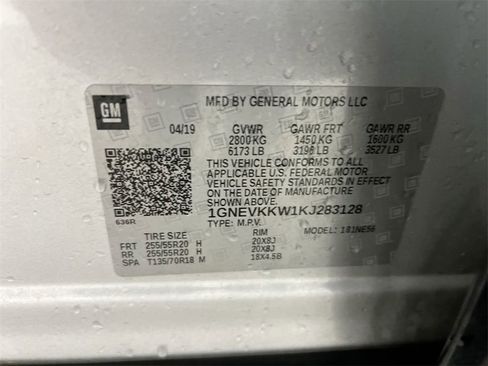 GM
MFD BY GENERAL MOTORS LLC
04/19 GVWR GAWR FRT GAWR RR
2800 KG 1450 KG 1600 KG
6173 LB 3198 LB 3527 LB
THIS VEHICLE CONFORMS TO ALL
APPLICABLE U.S. FEDERAL MOTOR
VEHICLE SAFETY STANDARDS IN EFFECT
ON THE DATE OF MANUFACTURE
SHOWN ABOVE.
636R
1GNEVKKW1KJ283128
TYPE: M.P.V. MODEL: 1B1NE56
TIRE SIZE RIM
FRT 255/55R20 H 20X8J
RR 255/55R20 H 20X8J
SPA T135/70R18 M 18X4.5B